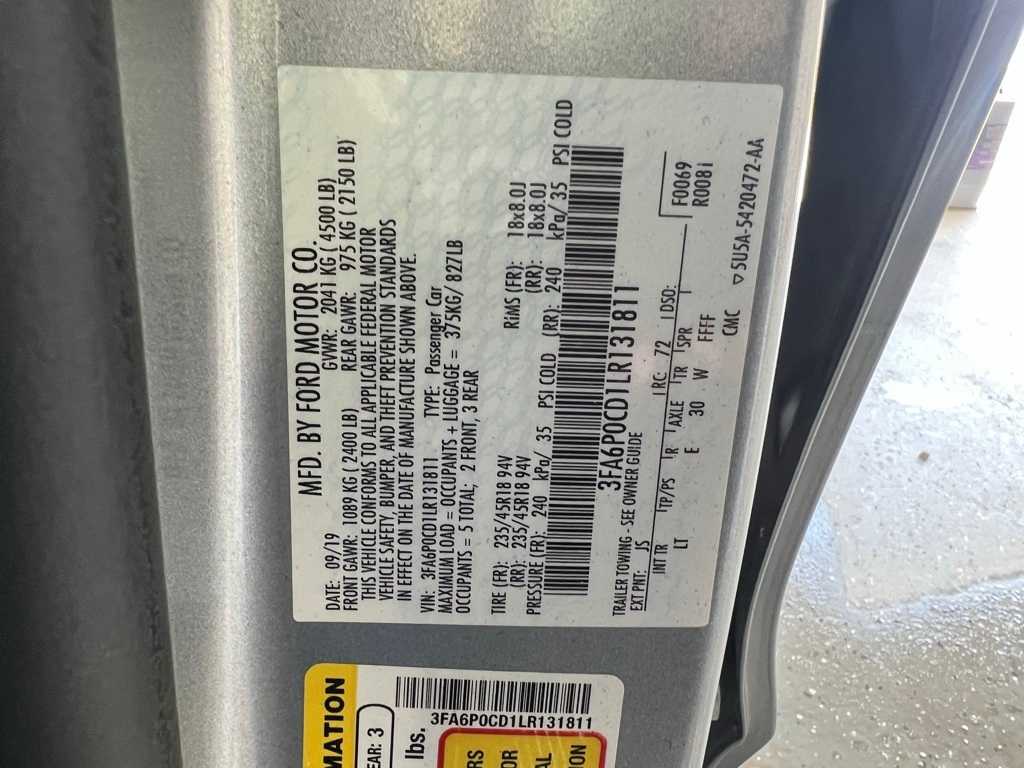 MFD. BY FORD MOTOR CO.
DATE: 09/19 GVWR: 2041 KG ( 4500 LB)
FRONT GAWR: 1089 KG ( 2400 LB) REAR GAWR: 975 KG ( 2150 LB)
THIS VEHICLE CONFORMS TO ALL APPLICABLE FEDERAL MOTOR
VEHICLE SAFETY, BUMPER, AND THEFT PREVENTION STANDARDS
IN EFFECT ON THE DATE OF MANUFACTURE SHOWN ABOVE.
VIN: 3FA6P0CD1LR131811 TYPE: Passenger Car
MAXIMUM LOAD = OCCUPANTS + LUGGAGE = 375KG/ 827LB
OCCUPANTS = 5 TOTAL; 2 FRONT, 3 REAR
TIRE (FR): 235/45R18 94V RiMS (FR): 18x8.0J
(RR): 235/45R18 94V (RR): 18x8.0J
PRESSURE (FR): 240 kPa/ 35 PSI COLD (RR): 240 kPa/ 35 PSI COLD
3FA6P0CD1LR131811
TRAILER TOWING - SEE OWNER GUIDE
EXT PNT: JS RC: 72 DSO: F0069
R008i
INT TR TP/PS R AXLE TR SPR
LT E 30 W FFFF
CMC
▽ 5U5A-5420472-AA
MATION
EAR: 3
lbs.
3FA6P0CD1LR131811
RS
OR
AL
ION